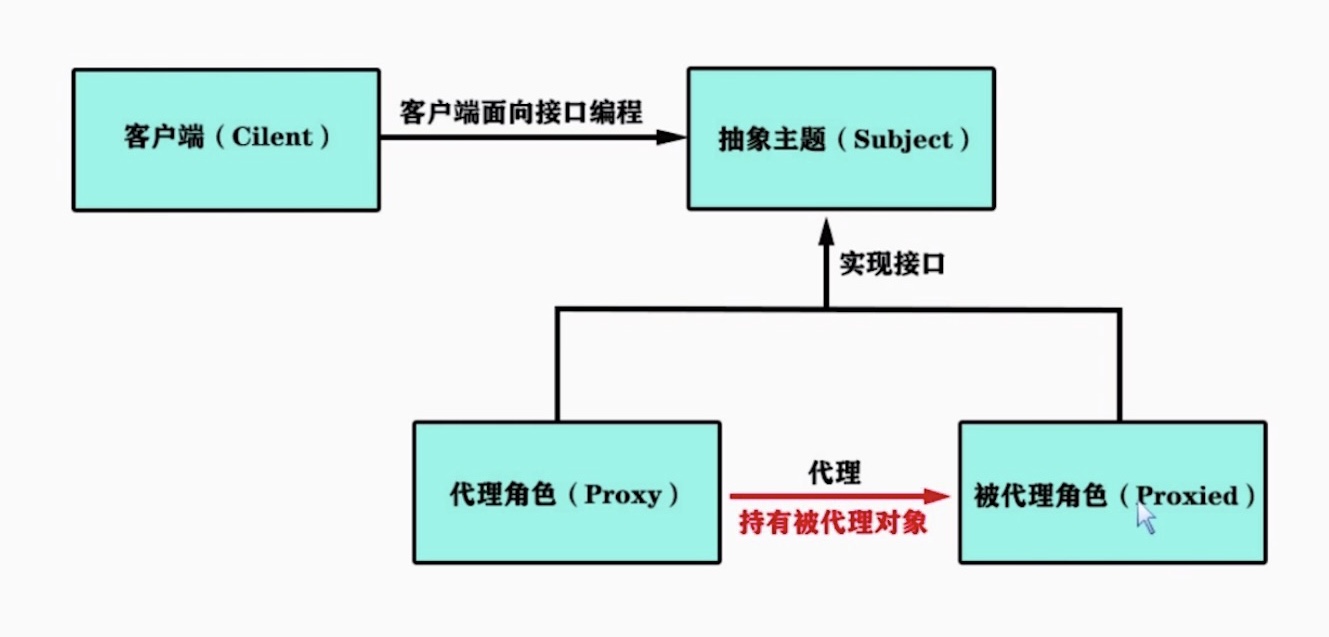 客户端（Cilent）
客户端面向接口编程
抽象主题（Subject）
实现接口
代理角色（Proxy）
代理
持有被代理对象
被代理角色（Proxied）